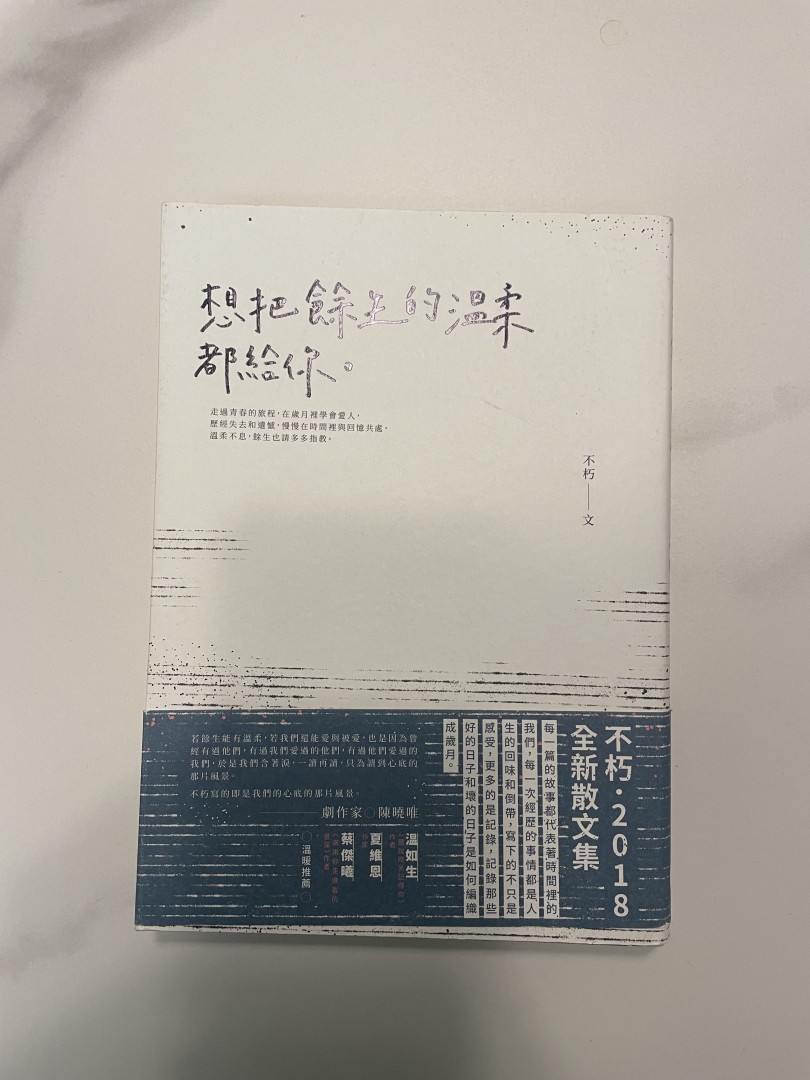 想把餘生的溫柔
都給你。
走過青春的旅程,在歲月裡學會愛人,
歷經失去和遺憾,慢慢在時間裡與回憶共處,
溫柔不息,餘生也請多多指教。
不朽——文
不朽·2018
全新散文集
每一篇的故事都代表著時間裡的
我們,每一次經歷的事情都是人
生的回味和倒帶,寫下的不只是
感受,更多的是記錄,記錄那些
好的日子和壞的日子是如何編織
成歲月。
若餘生能有溫柔,若我們還能愛與被愛,也是因為曾
經有過他們,有過我們愛過的他們,有過他們愛過的
我們,於是我們含著淚,一讀再讀,只為讀到心底的
那片風景。
不朽寫的即是我們的心底的那片風景。
——劇作家○陳曉唯
溫如生
作者
夏維恩
作家
蔡傑曦
○溫暖推薦○